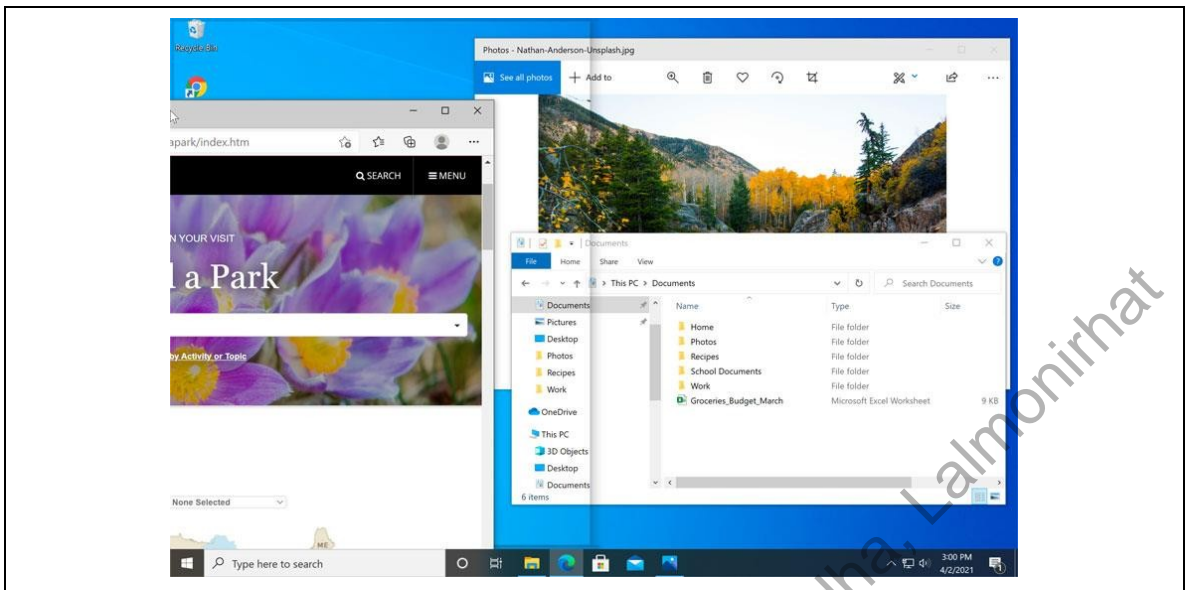 Recycle Bin
Photos - Nathan-Anderson-Unsplash.jpg
See all photos
Add to
apark/index.htm
SEARCH
MENU
N YOUR VISIT
l a Park
by Activity or Topic
None Selected
ME
Documents
File Home Share View
> This PC > Documents
Search Documents
Documents
Pictures
Desktop
Photos
Recipes
Work
OneDrive
This PC
3D Objects
Desktop
Documents
6 items
Name Type Size
Home File folder
Photos File folder
Recipes File folder
School Documents File folder
Work File folder
Groceries_Budget_March Microsoft Excel Worksheet 9 KB
Type here to search
3:00 PM
4/2/2021
1
lha, Lalmonirhat